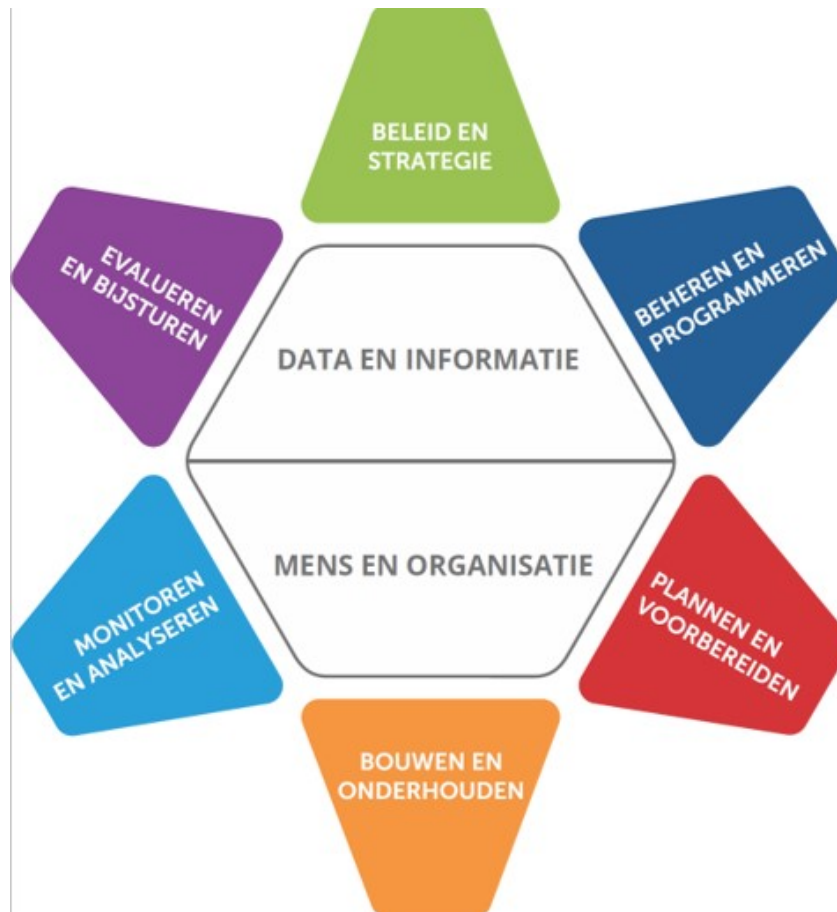 BELEID EN
STRATEGIE
EVALUEREN
EN BIJSTUREN
BEHEREN EN
PROGRAMMEREN
DATA EN INFORMATIE
MENS EN ORGANISATIE
MONITOREN
EN ANALYSEREN
PLANNEN EN
VOORBEREIDEN
BOUWEN EN
ONDERHOUDEN